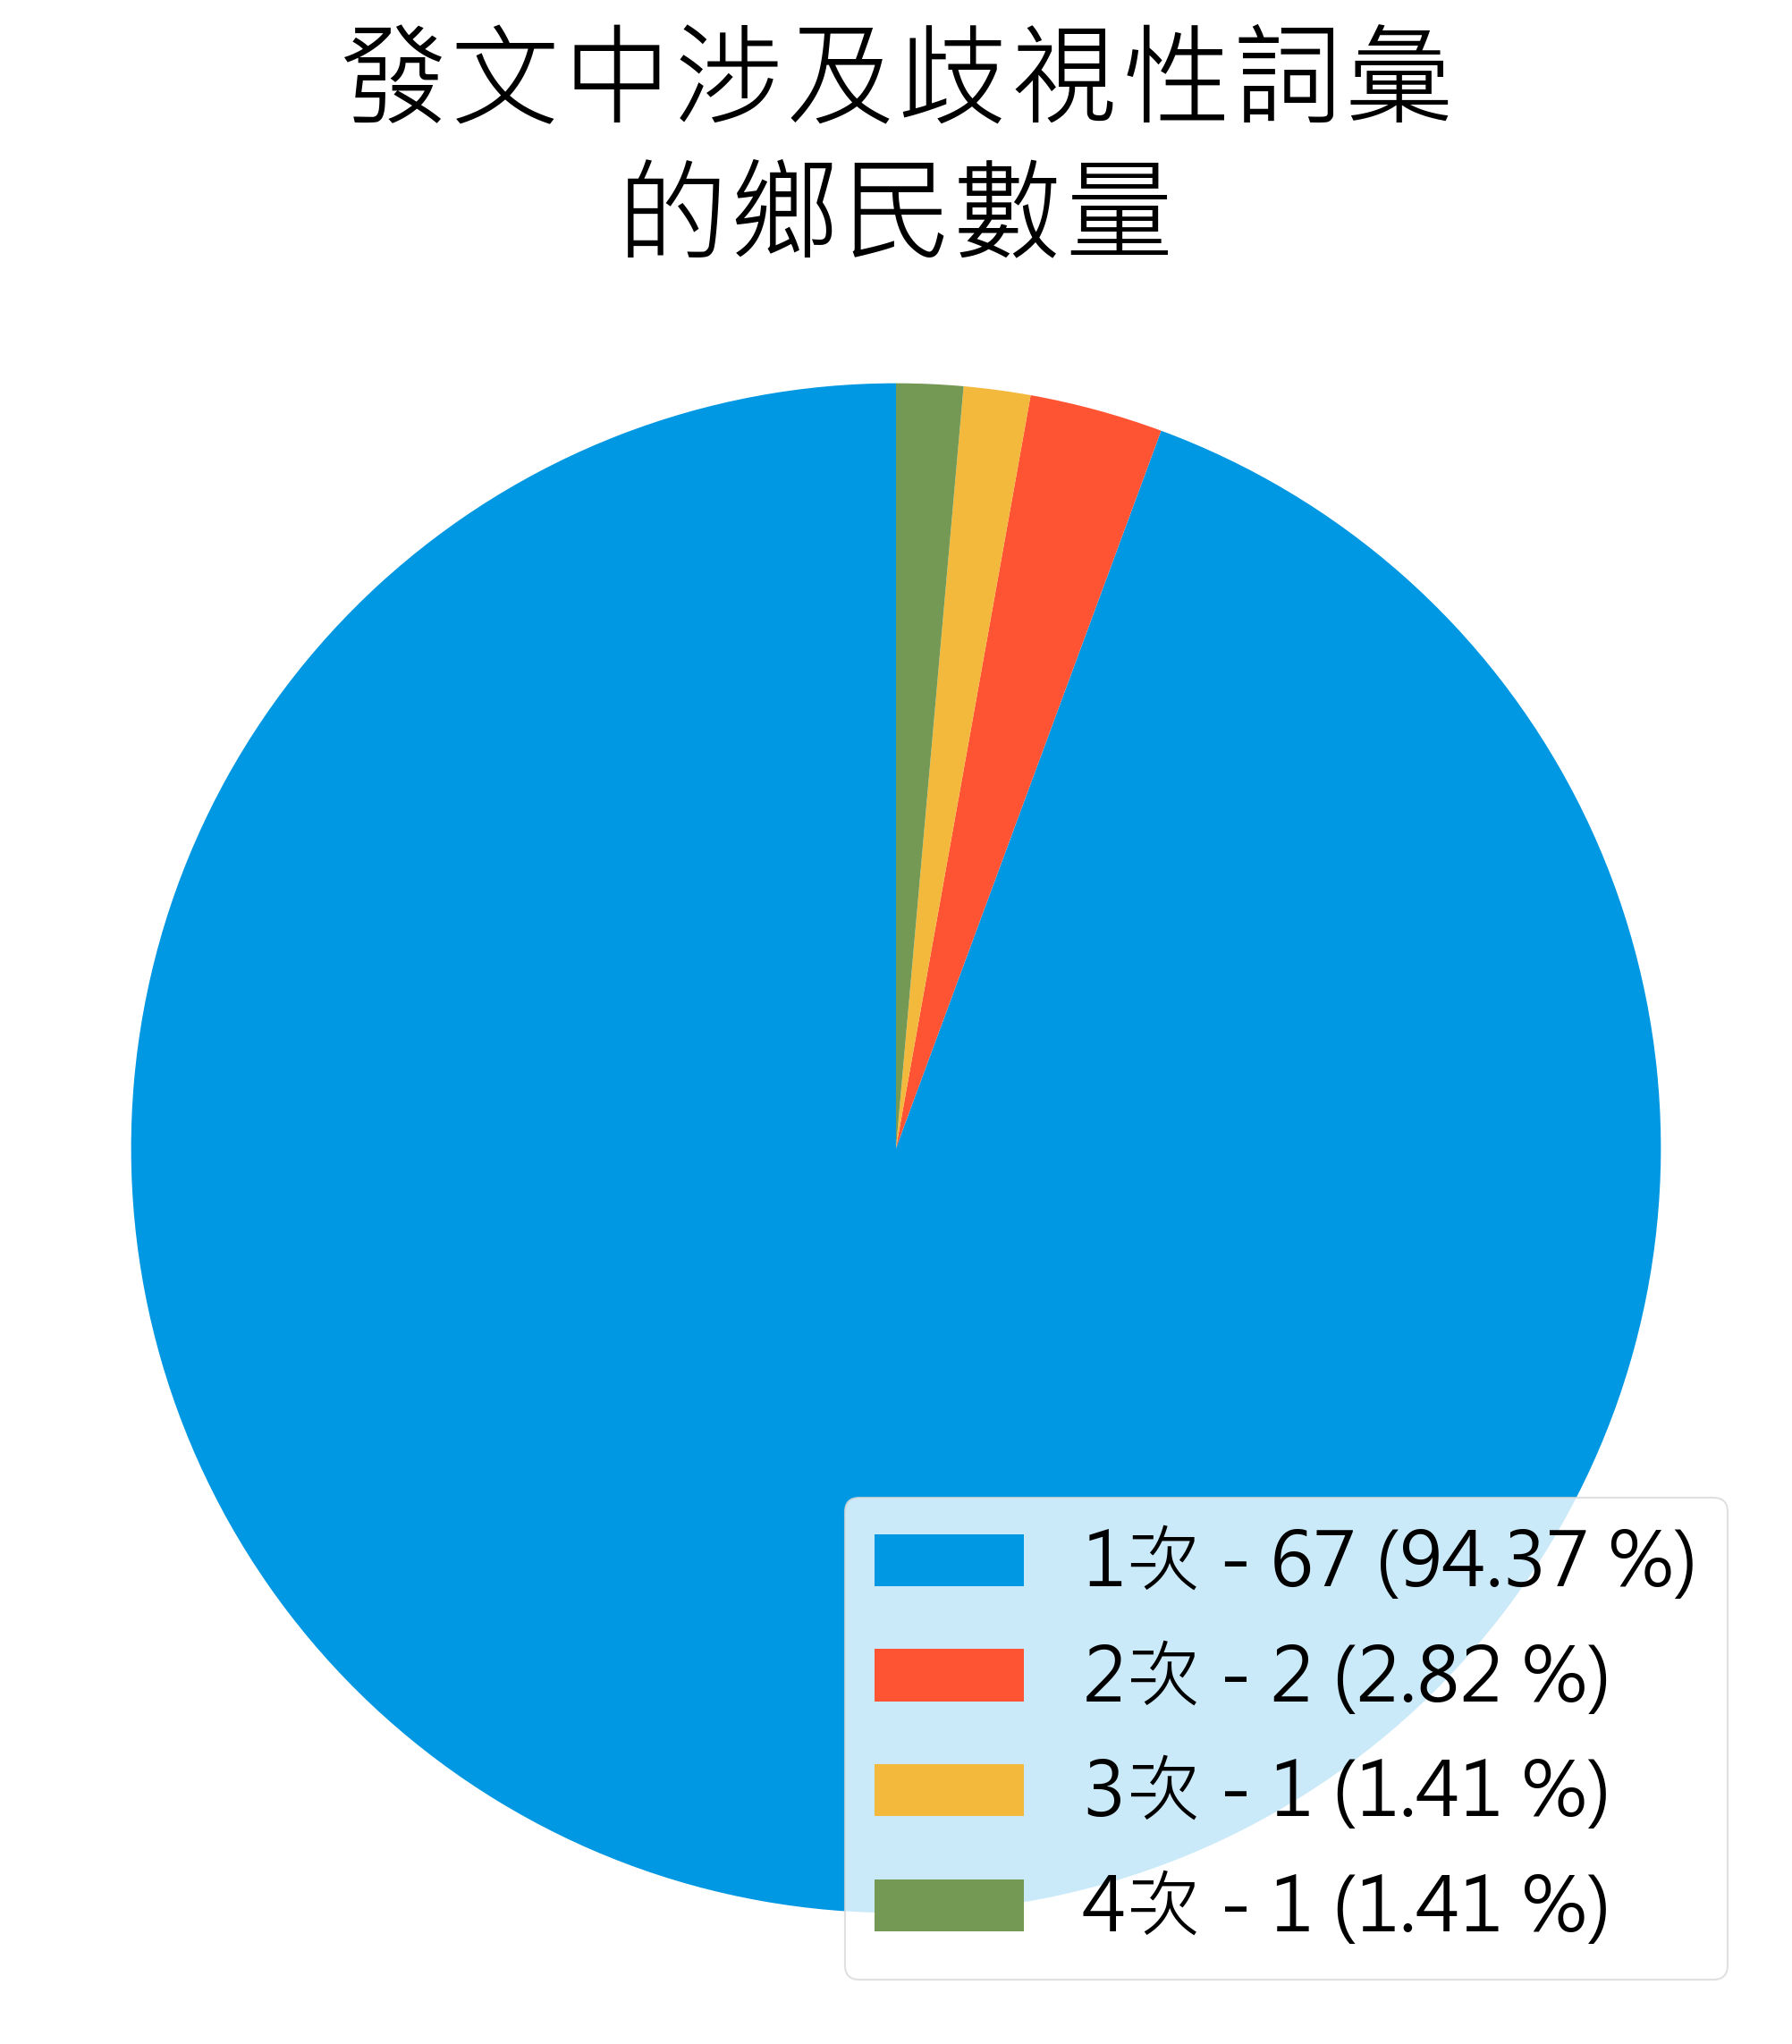 發文中涉及歧視性詞彙
的鄉民數量
1次 - 67 (94.37 %)
2次 - 2 (2.82 %)
3次 - 1 (1.41 %)
4次 - 1 (1.41 %)